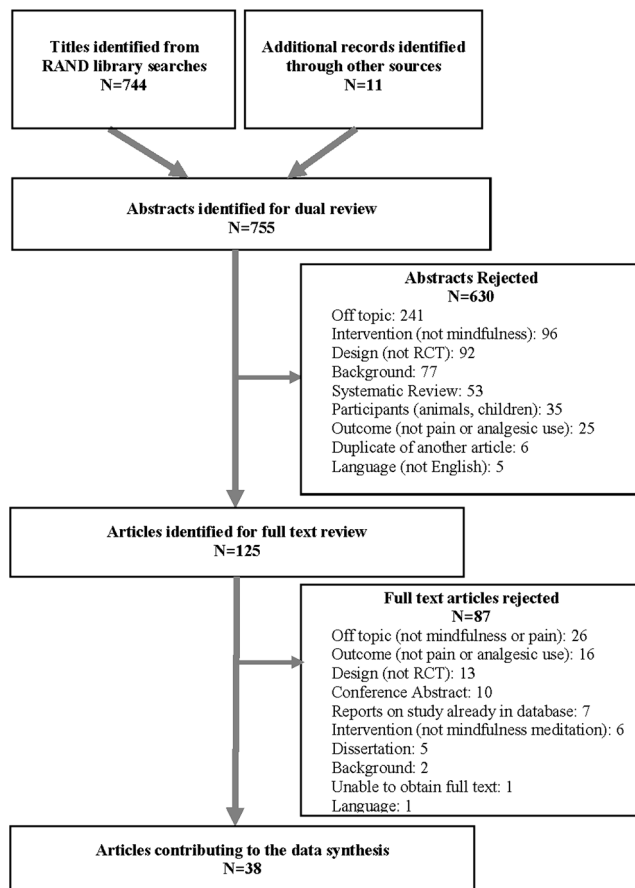 Titles identified from
RAND library searches
N=744
Additional records identified
through other sources
N=11
Abstracts identified for dual review
N=755
Abstracts Rejected
N=630
Off topic: 241
Intervention (not mindfulness): 96
Design (not RCT): 92
Background: 77
Systematic Review: 53
Participants (animals, children): 35
Outcome (not pain or analgesic use): 25
Duplicate of another article: 6
Language (not English): 5
Articles identified for full text review
N=125
Full text articles rejected
N=87
Off topic (not mindfulness or pain): 26
Outcome (not pain or analgesic use): 16
Design (not RCT): 13
Conference Abstract: 10
Reports on study already in database: 7
Intervention (not mindfulness meditation): 6
Dissertation: 5
Background: 2
Unable to obtain full text: 1
Language: 1
Articles contributing to the data synthesis
N=38